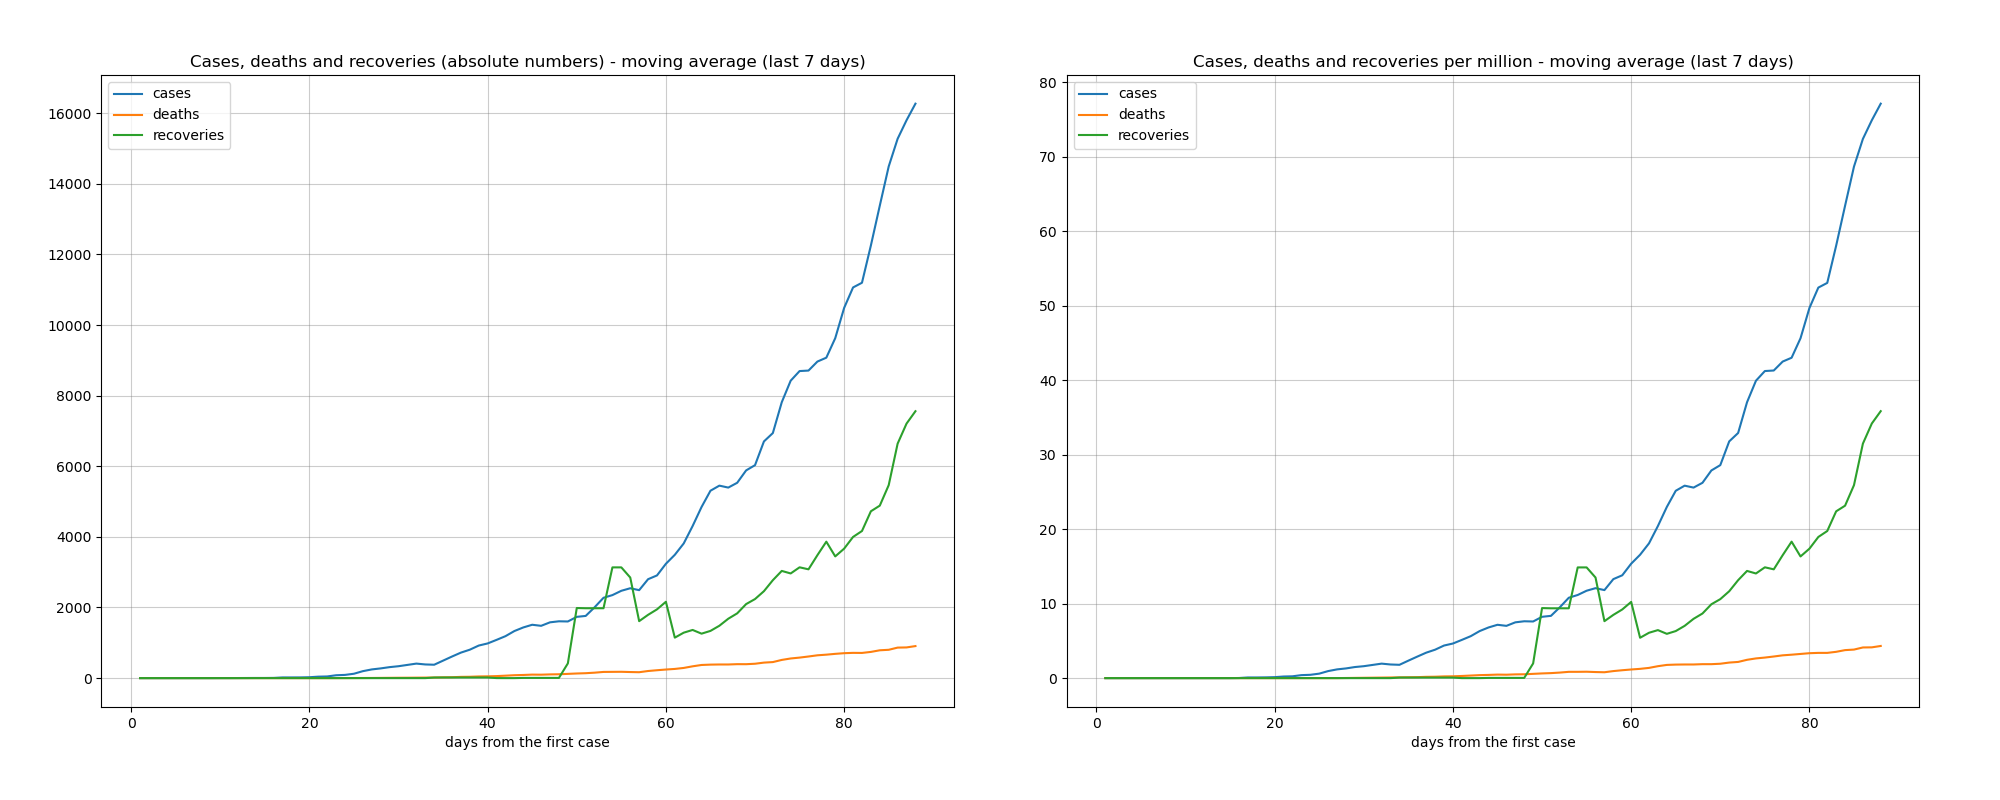 Cases, deaths and recoveries (absolute numbers) - moving average (last 7 days)
cases
deaths
recoveries
16000
14000
12000
10000
8000
6000
4000
2000
0
0 20 40 60 80
days from the first case
Cases, deaths and recoveries per million - moving average (last 7 days)
cases
deaths
recoveries
80
70
60
50
40
30
20
10
0
0 20 40 60 80
days from the first case